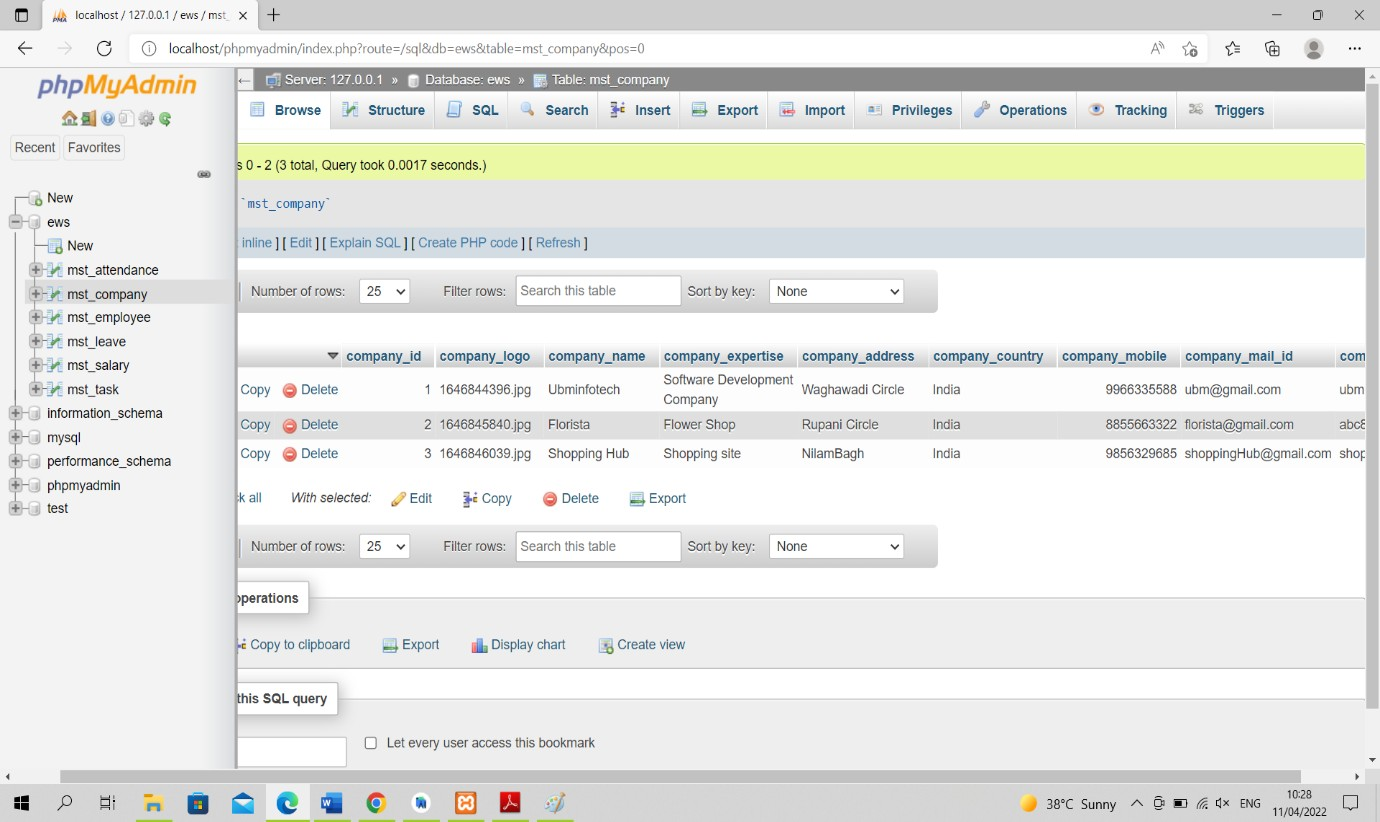 localhost / 127.0.0.1 / ews / mst_
localhost/phpmyadmin/index.php?route=/sql&db=ews&table=mst_company&pos=0
phpMyAdmin
Recent Favorites
New
ews
New
mst_attendance
mst_company
mst_employee
mst_leave
mst_salary
mst_task
information_schema
mysql
performance_schema
phpmyadmin
test
Server: 127.0.0.1 » Database: ews » Table: mst_company
Browse Structure SQL Search Insert Export Import Privileges Operations Tracking Triggers
s 0 - 2 (3 total, Query took 0.0017 seconds.)
`mst_company`
inline ] [ Edit ] [ Explain SQL ] [ Create PHP code ] [ Refresh ]
Number of rows: 25 Filter rows: Search this table Sort by key: None
company_id company_logo company_name company_expertise company_address company_country company_mobile company_mail_id com
Copy Delete 1 1646844396.jpg Ubminfotech Software Development Company Waghawadi Circle India 9966335588 ubm@gmail.com ubm
Copy Delete 2 1646845840.jpg Florista Flower Shop Rupani Circle India 8855663322 florista@gmail.com abc8
Copy Delete 3 1646846039.jpg Shopping Hub Shopping site NilamBagh India 9856329685 shoppingHub@gmail.com shop
k all With selected: Edit Copy Delete Export
Number of rows: 25 Filter rows: Search this table Sort by key: None
operations
Copy to clipboard Export Display chart Create view
this SQL query
Let every user access this bookmark
38°C Sunny ENG 10:28
11/04/2022